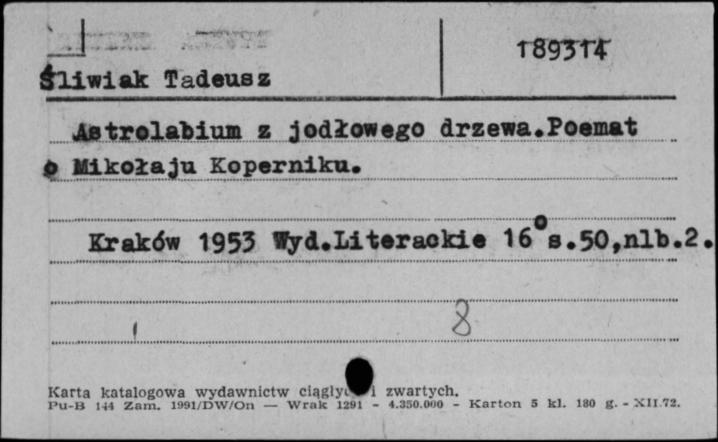 189314
Śliwiak Tadeusz
Astrolabium z jodłowego drzewa.Poemat
o Mikołaju Koperniku.
Kraków 1953 Wyd.Literackie 16° s.50,nlb.2.
8
Karta katalogowa wydawnictw i zwartych.
Pu-B 144 Zam. 1991/DW/On — Wrak 1291 - 4.350.000 - Karton 5 kl. 180 g. - XII.72.